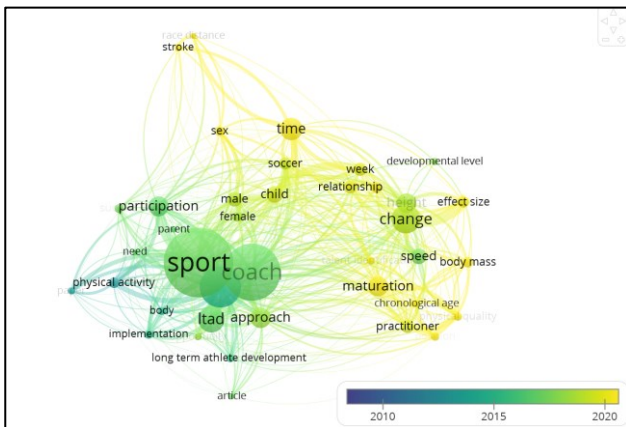 race distance
stroke
sex
time
soccer
week
developmental level
relationship
male
child
height
effect size
participation
female
change
parent
need
speed
sport
coach
body mass
physical activity
maturation
body
chronological age
ltad
approach
practitioner
physical quality
implementation
long term athlete development
article
2010
2015
2020